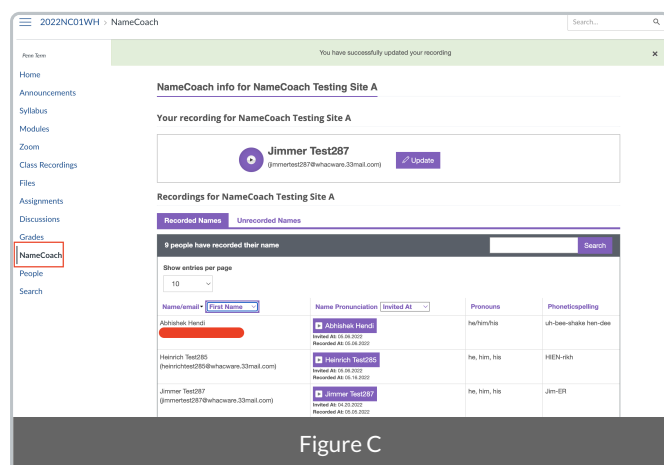 2022NC01WH > NameCoach
Search...
Penn Term
You have successfully updated your recording
Home
Announcements
Syllabus
Modules
Zoom
Class Recordings
Files
Assignments
Discussions
Grades
NameCoach
People
Search
NameCoach info for NameCoach Testing Site A
Your recording for NameCoach Testing Site A
Jimmer Test287
(jimmertest287@whacware.33mail.com)
Update
Recordings for NameCoach Testing Site A
Recorded Names Unrecorded Names
9 people have recorded their name
Search
Show entries per page
10
Name/email First Name Name Pronunciation Invited At Pronouns Phoneticspelling
Abhishek Hendi Abhishek Hendi he/him/his uh-bee-shake hen-dee
Invited At: 05.06.2022
Recorded At: 05.06.2022
Heinrich Test285 Heinrich Test285 he, him, his HIEN-rikh
(heinrichtest285@whacware.33mail.com)
Invited At: 05.06.2022
Recorded At: 05.16.2022
Jimmer Test287 Jimmer Test287 he, him, his Jim-ER
(jimmertest287@whacware.33mail.com)
Invited At: 04.20.2022
Recorded At: 05.05.2022
Figure C